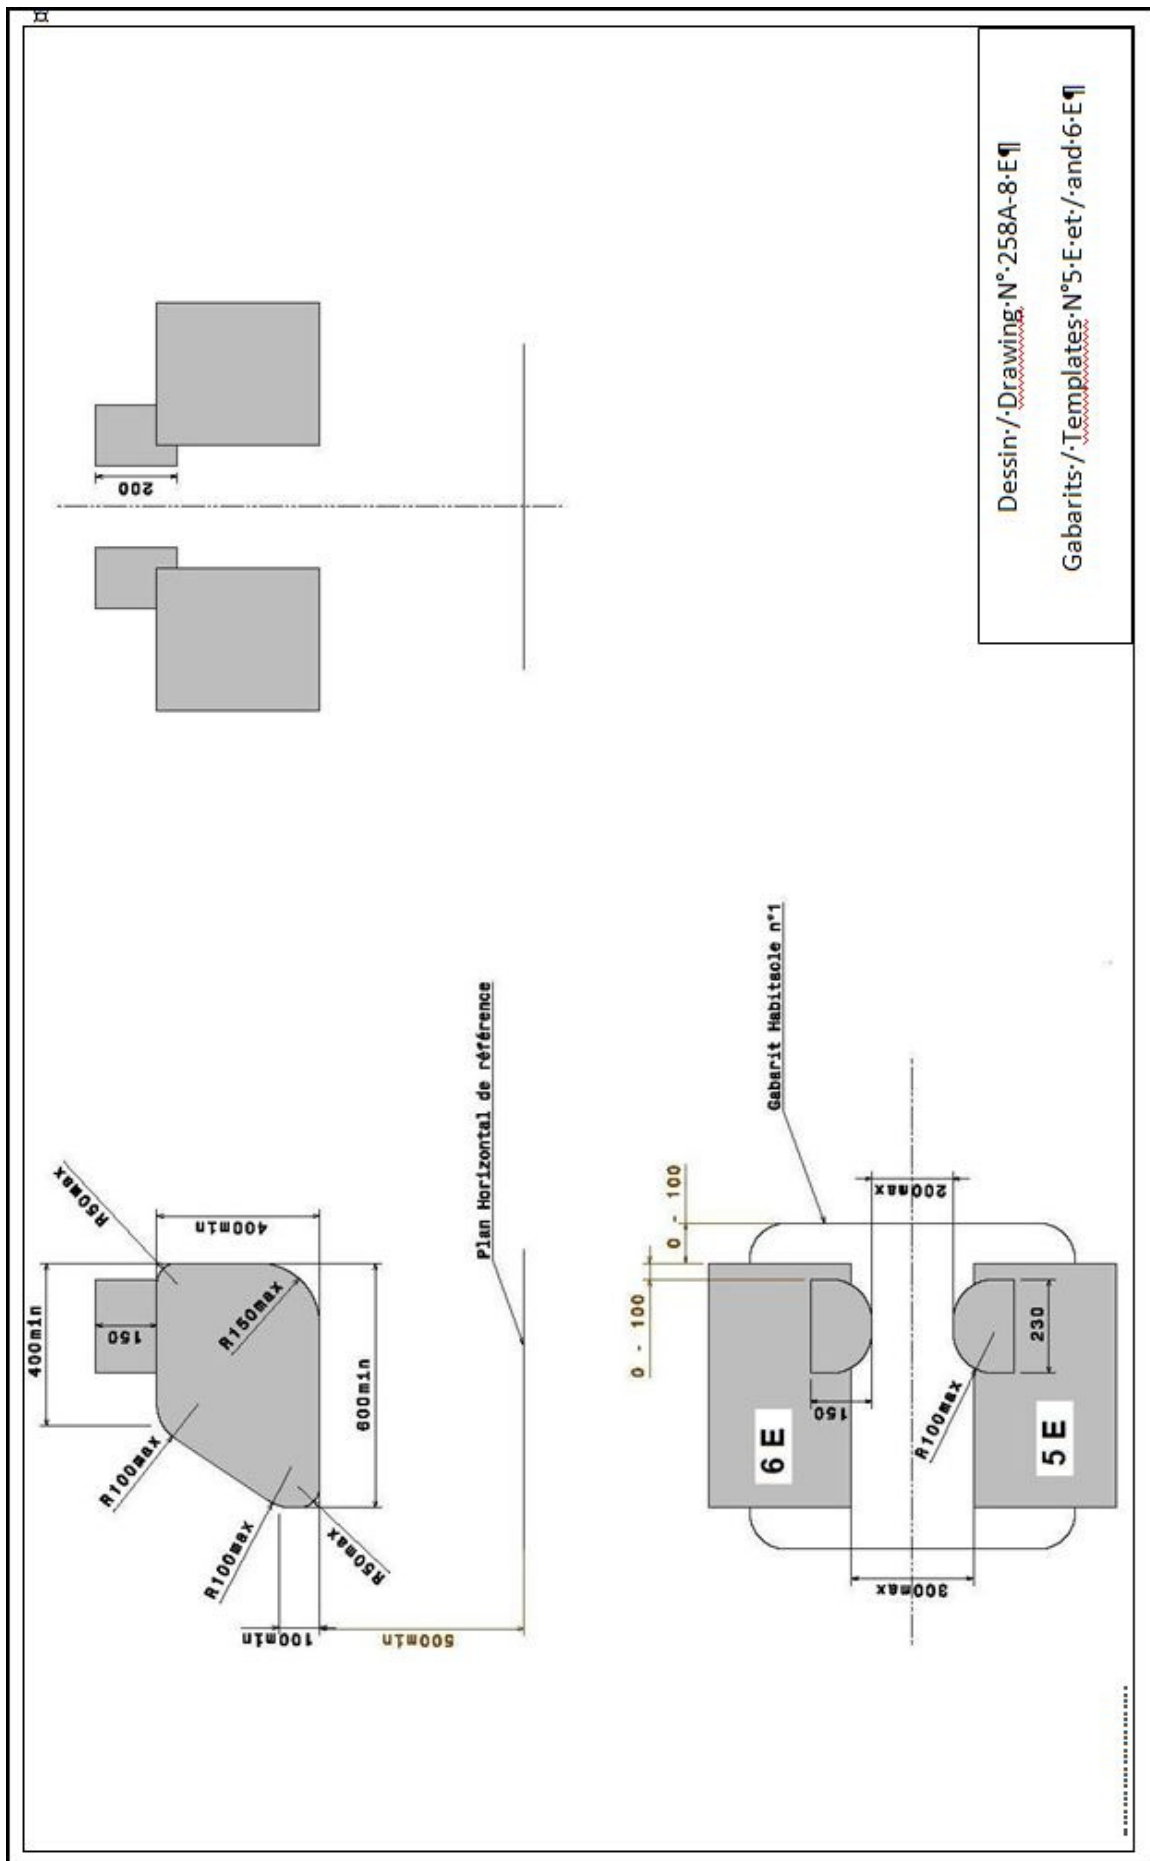 ¤
Dessin·/·Drawing·N°·258A-8·E¶
Gabarits·/·Templates·N°5·E·et·/·and·6·E¶
200
R50max
400min
400min
150
R150max
600min
R100max
R100max
R50max
100min
500min
Plan Horizontal de référence
Gabarit Habitacle n°1
0 - 100
0 - 100
200max
230
150
R100max
6 E
5 E
300max